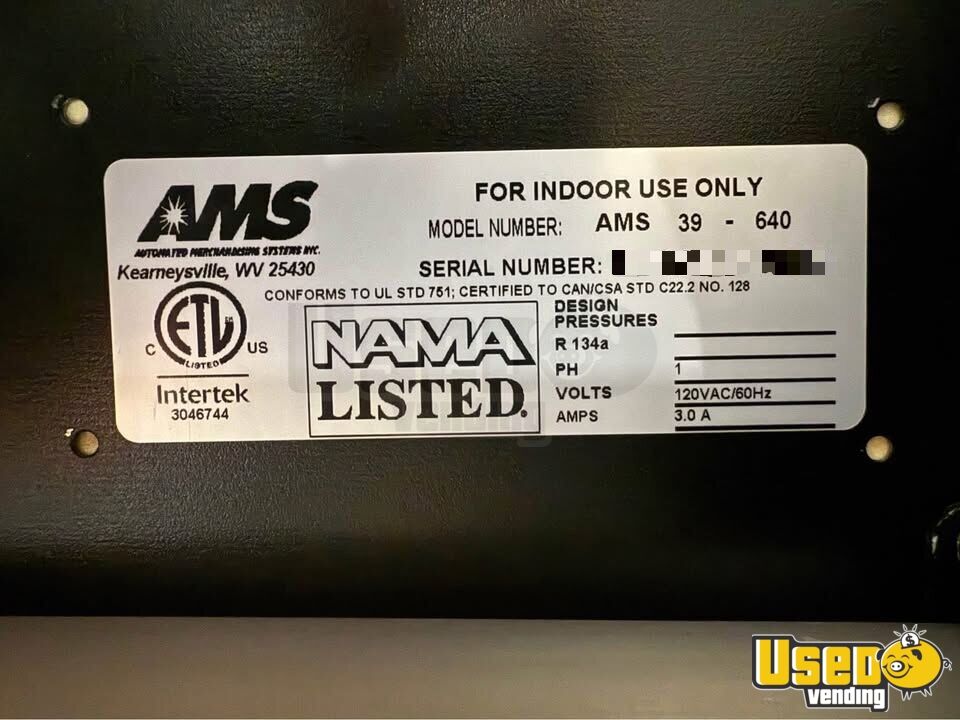 AMS
AUTOMATED MERCHANDISING SYSTEMS INC.
Kearneysville, WV 25430
FOR INDOOR USE ONLY
MODEL NUMBER: AMS 39 - 640
SERIAL NUMBER:
CONFORMS TO UL STD 751; CERTIFIED TO CAN/CSA STD C22.2 NO. 128
ETL
C US
LISTED
Intertek
3046744
NAMA
LISTED.
DESIGN
PRESSURES
R 134a
PH 1
VOLTS 120VAC/60Hz
AMPS 3.0 A
USED
vending